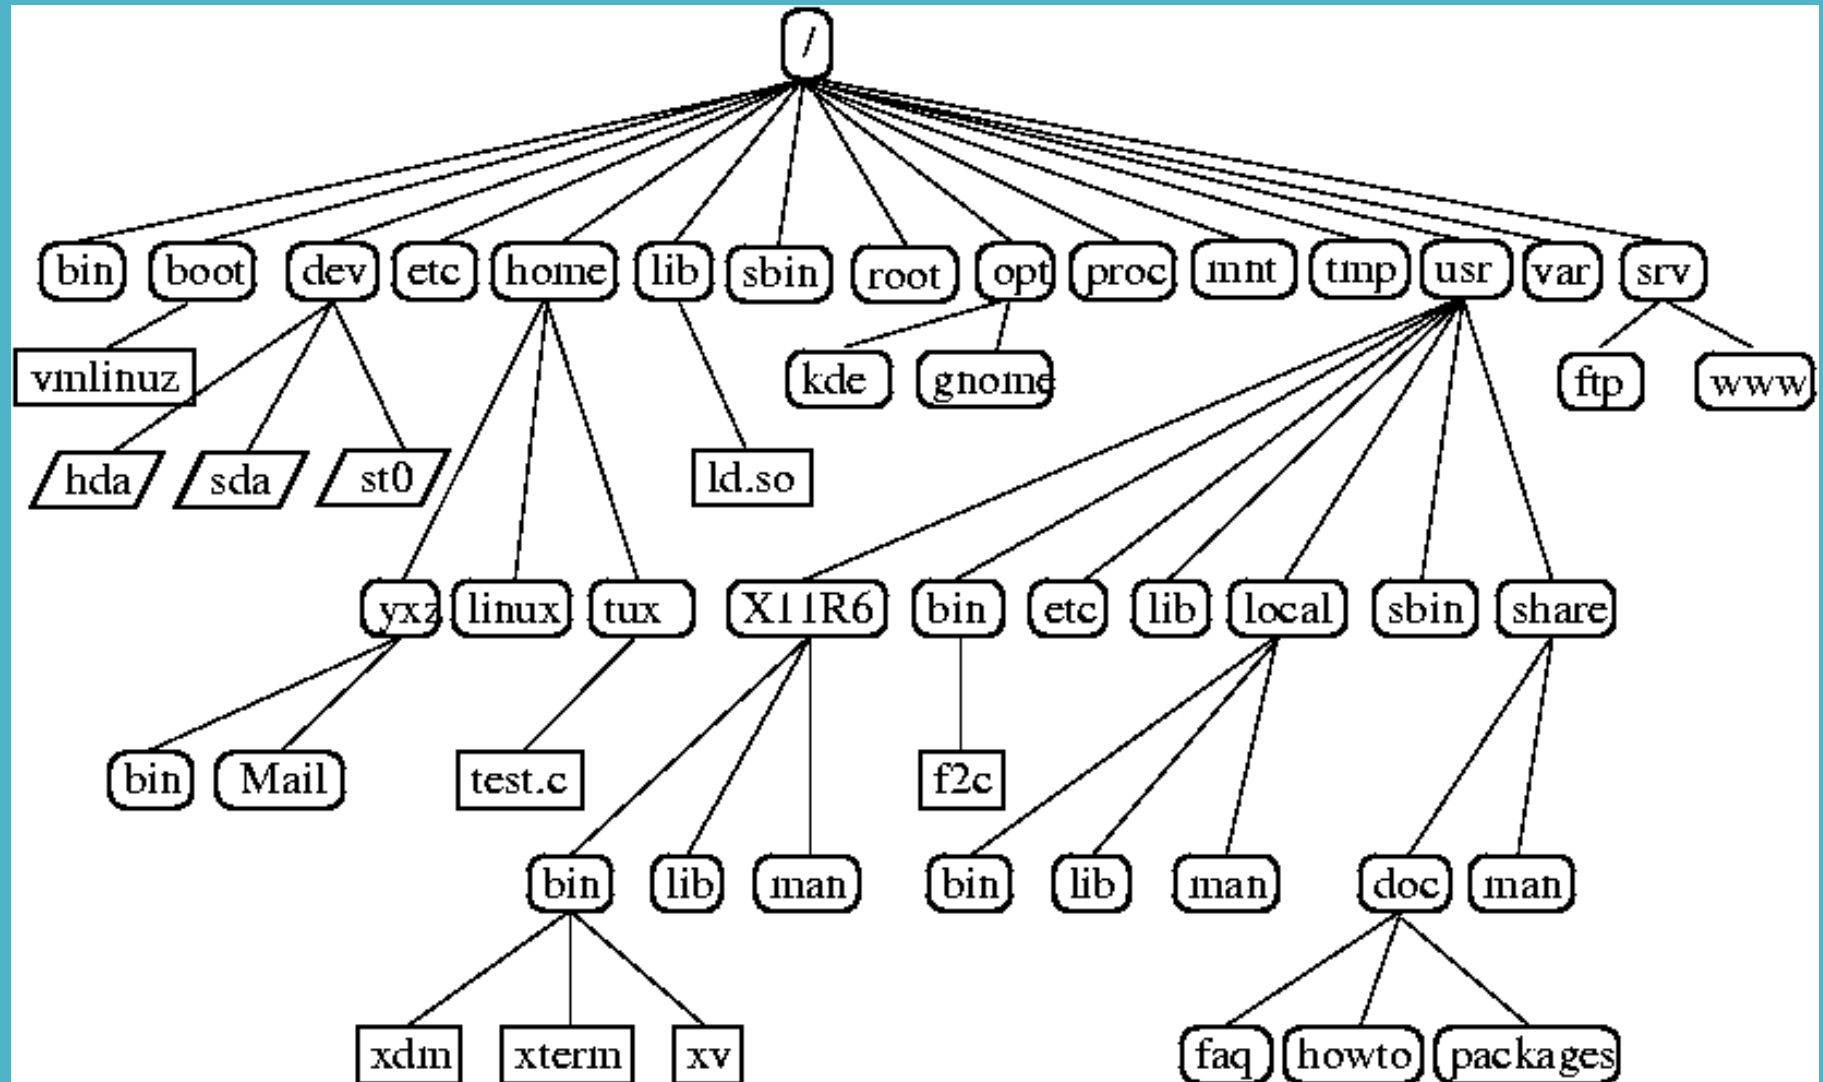 /
bin boot dev etc home lib sbin root opt proc mnt tmp usr var srv
vmlinuz kde gnome ftp www
hda sda st0 ld.so
yxz linux tux X11R6 bin etc lib local sbin share
bin Mail test.c f2c
bin lib man bin lib man doc man
xdm xterm xv faq howto packages